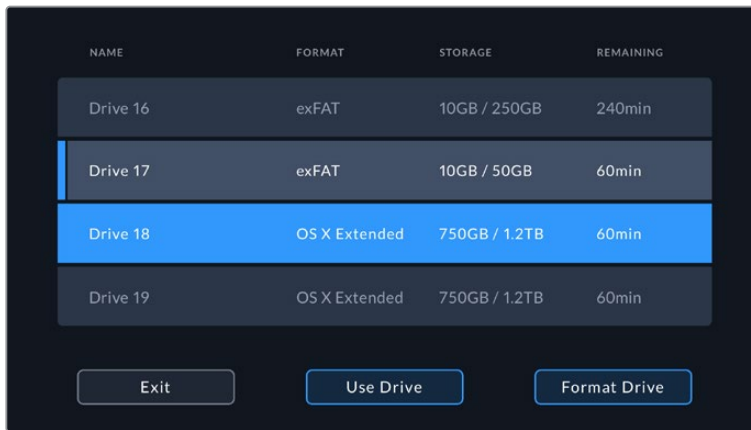 NAME FORMAT STORAGE REMAINING
Drive 16 exFAT 10GB / 250GB 240min
Drive 17 exFAT 10GB / 50GB 60min
Drive 18 OS X Extended 750GB / 1.2TB 60min
Drive 19 OS X Extended 750GB / 1.2TB 60min
Exit Use Drive Format Drive